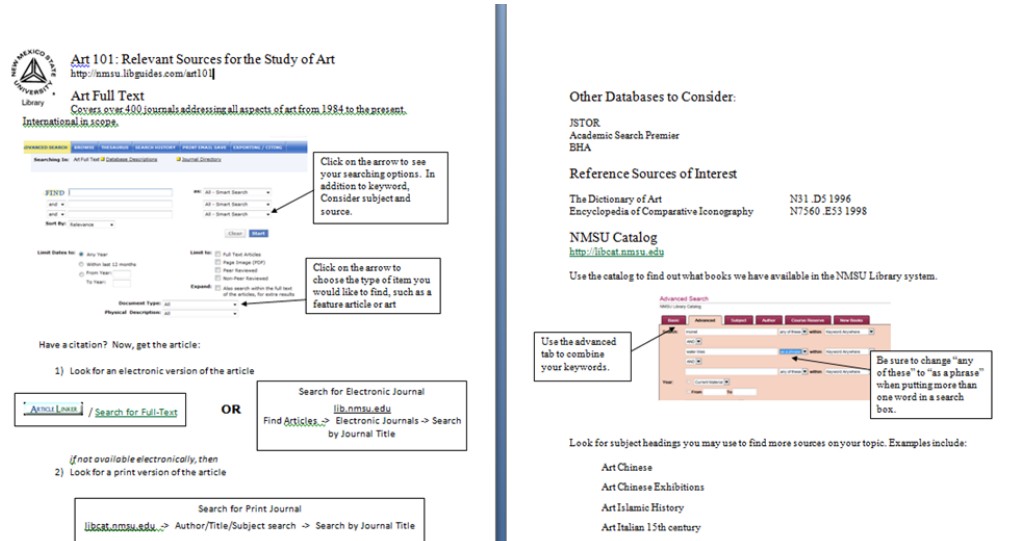 NEW MEXICO STATE UNIVERSITY
Library
Art 101: Relevant Sources for the Study of Art
http://nmsu.libguides.com/art101
Art Full Text
Covers over 400 journals addressing all aspects of art from 1984 to the present.
International in scope.
ADVANCED SEARCH BROWSE THESAURUS SEARCH HISTORY PRINT EMAIL SAVE EXPORTING / CITING
Searching In: Art Full Text Database Descriptions Journal Directory
FIND as: All - Smart Search
and All - Smart Search
and All - Smart Search
Sort By: Relevance
Clear Start
Limit Dates to: Any Year
Within last 12 months
From Year:
To Year:
Limit to: Full Text Articles
Page Image (PDF)
Peer Reviewed
Non-Peer Reviewed
Expand: Also search within the full text
of the articles, for extra results
Document Type: All
Physical Description: All
Click on the arrow to see
your searching options. In
addition to keyword,
Consider subject and
source.
Click on the arrow to
choose the type of item you
would like to find, such as a
feature article or art
Have a citation? Now, get the article:
1) Look for an electronic version of the article
ARTICLE LINKER / Search for Full-Text
OR
Search for Electronic Journal
lib.nmsu.edu
Find Articles -> Electronic Journals -> Search
by Journal Title
if not available electronically, then
2) Look for a print version of the article
Search for Print Journal
libcat.nmsu.edu -> Author/Title/Subject search -> Search by Journal Title
Other Databases to Consider:
JSTOR
Academic Search Premier
BHA
Reference Sources of Interest
The Dictionary of Art N31 .D5 1996
Encyclopedia of Comparative Iconography N7560 .E53 1998
NMSU Catalog
http://libcat.nmsu.edu
Use the catalog to find out what books we have available in the NMSU Library system.
Advanced Search
NMSU Library Catalog
Basic Advanced Subject Author Course Reserve New Books
monet any of these within Keyword Anywhere
and
water lilies as a phrase within Keyword Anywhere
and
any of these within Keyword Anywhere
Year: Current Material
From To
Use the advanced
tab to combine
your keywords.
Be sure to change “any
of these” to “as a phrase”
when putting more than
one word in a search
box.
Look for subject headings you may use to find more sources on your topic. Examples include:
Art Chinese
Art Chinese Exhibitions
Art Islamic History
Art Italian 15th century